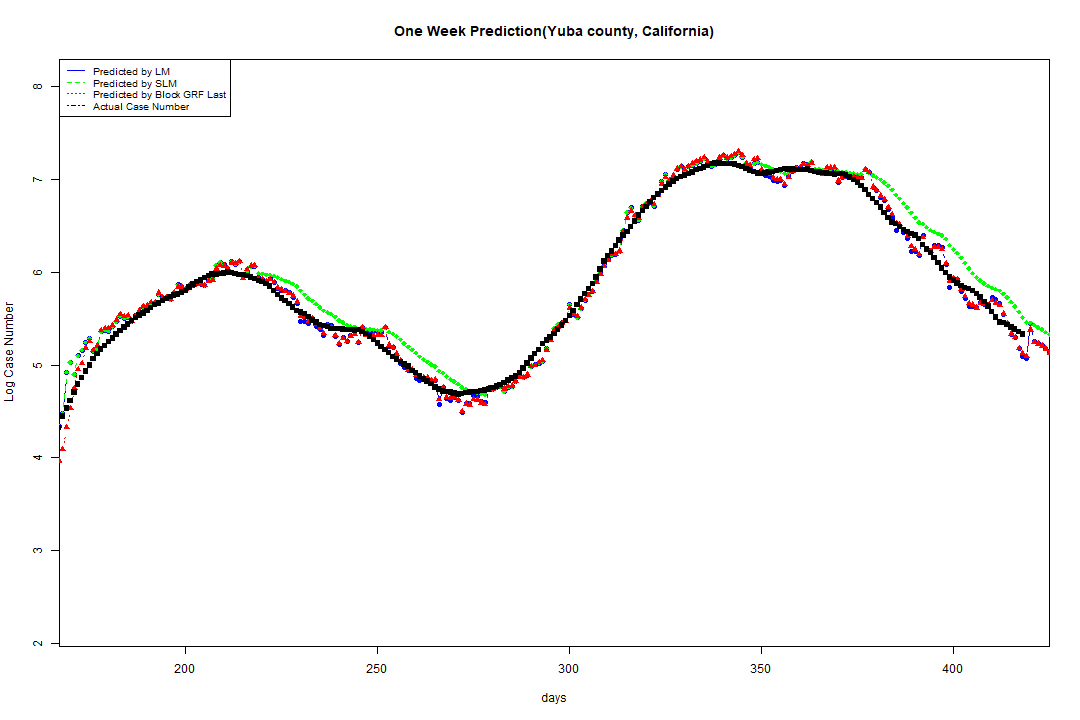 One Week Prediction(Yuba county, California)
Predicted by LM
Predicted by SLM
Predicted by Block GRF Last
Actual Case Number
8
7
6
5
4
3
2
Log Case Number
200 250 300 350 400
days